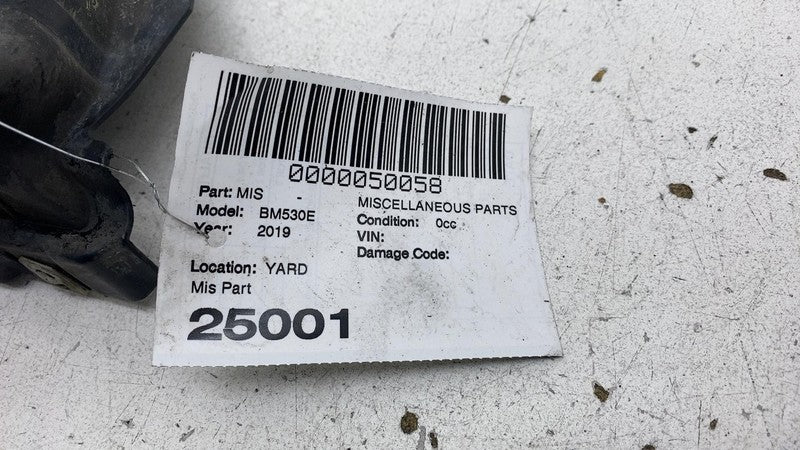 0000050058
Part: MIS - MISCELLANEOUS PARTS
Model: BM530E Condition: 0cc
Year: 2019 VIN:
Damage Code:
Location: YARD
Mis Part
25001